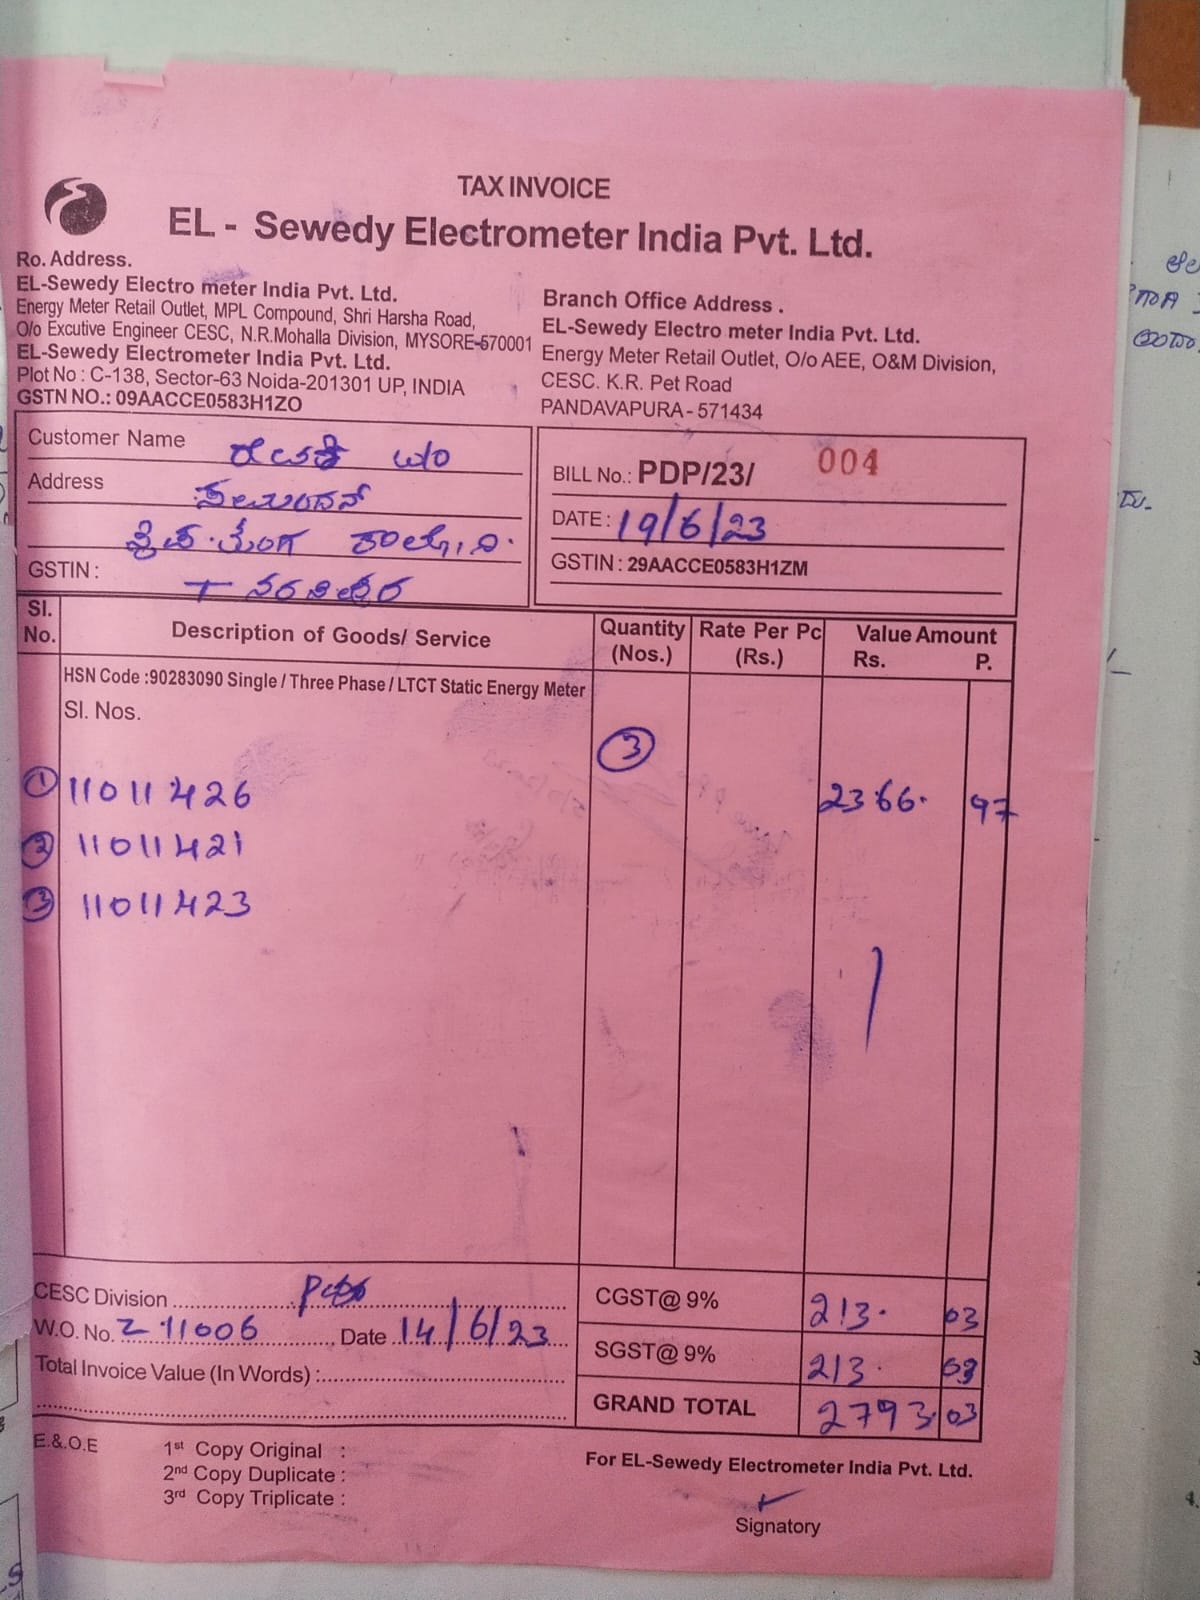 TAX INVOICE
EL - Sewedy Electrometer India Pvt. Ltd.
Ro. Address.
EL-Sewedy Electro meter India Pvt. Ltd.
Energy Meter Retail Outlet, MPL Compound, Shri Harsha Road,
O/o Excutive Engineer CESC, N.R.Mohalla Division, MYSORE-570001
EL-Sewedy Electrometer India Pvt. Ltd.
Plot No : C-138, Sector-63 Noida-201301 UP, INDIA
GSTN NO.: 09AACCE0583H1ZO
Branch Office Address .
EL-Sewedy Electro meter India Pvt. Ltd.
Energy Meter Retail Outlet, O/o AEE, O&M Division,
CESC. K.R. Pet Road
PANDAVAPURA - 571434
Customer Name w/o
Address
GSTIN :
BILL No.: PDP/23/ 004
DATE : 19/6/23
GSTIN : 29AACCE0583H1ZM
Sl. No. Description of Goods/ Service Quantity (Nos.) Rate Per Pc (Rs.) Value Amount Rs. P.
HSN Code :90283090 Single / Three Phase / LTCT Static Energy Meter
Sl. Nos.
3
1 11011426 2366. 97
2 11011421
3 11011423
CESC Division
W.O. No. Z-11006 Date 14/6/23
Total Invoice Value (In Words) :
CGST@ 9% 213. 03
SGST@ 9% 213. 03
GRAND TOTAL 2793. 03
E.&.O.E
1st Copy Original :
2nd Copy Duplicate :
3rd Copy Triplicate :
For EL-Sewedy Electrometer India Pvt. Ltd.
Signatory